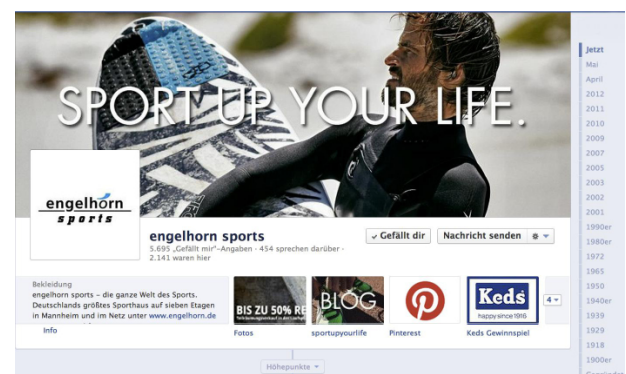 SPORT UP YOUR LIFE.
engelhorn
sports
engelhorn sports
5.695 „Gefällt mir"-Angaben · 454 sprechen darüber ·
2.141 waren hier
Gefällt dir
Nachricht senden
Bekleidung
engelhorn sports – die ganze Welt des Sports.
Deutschlands größtes Sporthaus auf sieben Etagen
in Mannheim und im Netz unter www.engelhorn.de
Info
BIS ZU 50% RE
Fotos
BLOG
sportupyourlife
Pinterest
Keds
happy since 1916
Keds Gewinnspiel
4
Höhepunkte
Jetzt
Mai
April
2012
2011
2010
2009
2007
2005
2003
2002
2001
1990er
1980er
1972
1965
1950
1940er
1939
1929
1918
1900er